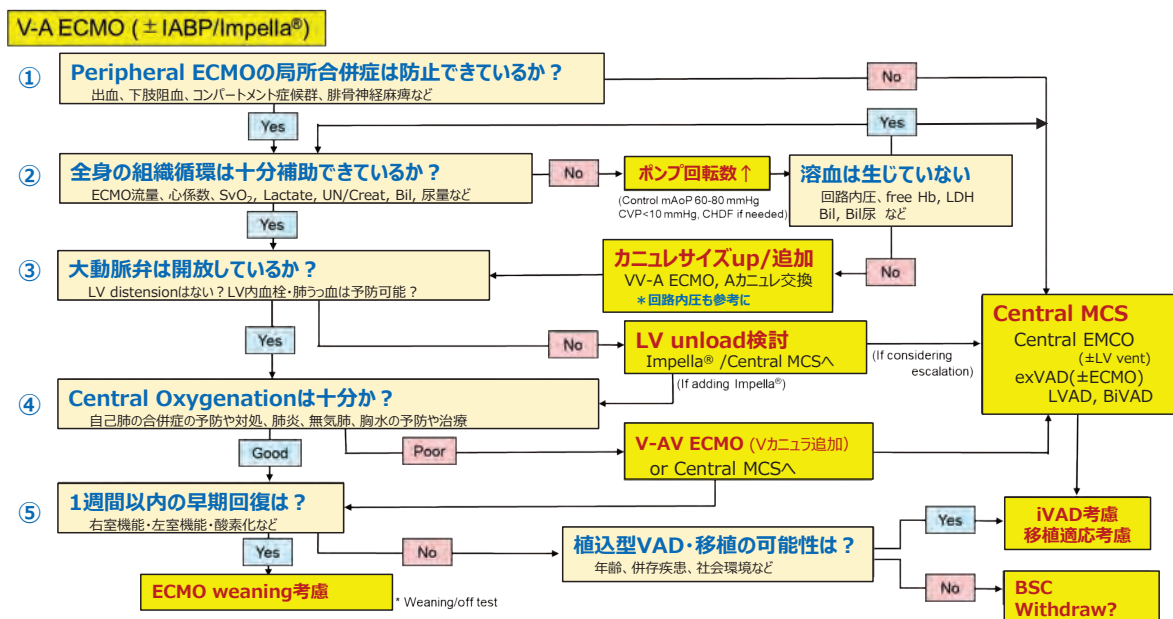 V-A ECMO ( ± IABP/Impella®)
①
Peripheral ECMOの局所合併症は防止できているか？
出血、下肢阻血、コンパートメント症候群、腓骨神経麻痺など
No
Yes
Yes
②
全身の組織循環は十分補助できているか？
ECMO流量、心係数、SvO₂, Lactate, UN/Creat, Bil, 尿量など
No
ポンプ回転数↑
(Control mAoP 60-80 mmHg
CVP<10 mmHg, CHDF if needed)
溶血は生じていない
回路内圧、free Hb, LDH
Bil, Bil尿 など
Yes
No
③
大動脈弁は開放しているか？
LV distensionはない？LV内血栓・肺うっ血は予防可能？
カニュレサイズup/追加
VV-A ECMO, Aカニュレ交換
＊回路内圧も参考に
Yes
No
LV unload検討
Impella® /Central MCSへ
(If adding Impella®)
(If considering
escalation)
Central MCS
Central EMCO
(±LV vent)
exVAD(±ECMO)
LVAD, BiVAD
④
Central Oxygenationは十分か？
自己肺の合併症の予防や対処、肺炎、無気肺、胸水の予防や治療
Good
Poor
V-AV ECMO (Vカニュラ追加)
or Central MCSへ
⑤
1週間以内の早期回復は？
右室機能・左室機能・酸素化など
Yes
No
植込型VAD・移植の可能性は？
年齢、併存疾患、社会環境など
Yes
iVAD考慮
移植適応考慮
No
BSC
Withdraw?
ECMO weaning考慮
* Weaning/off test